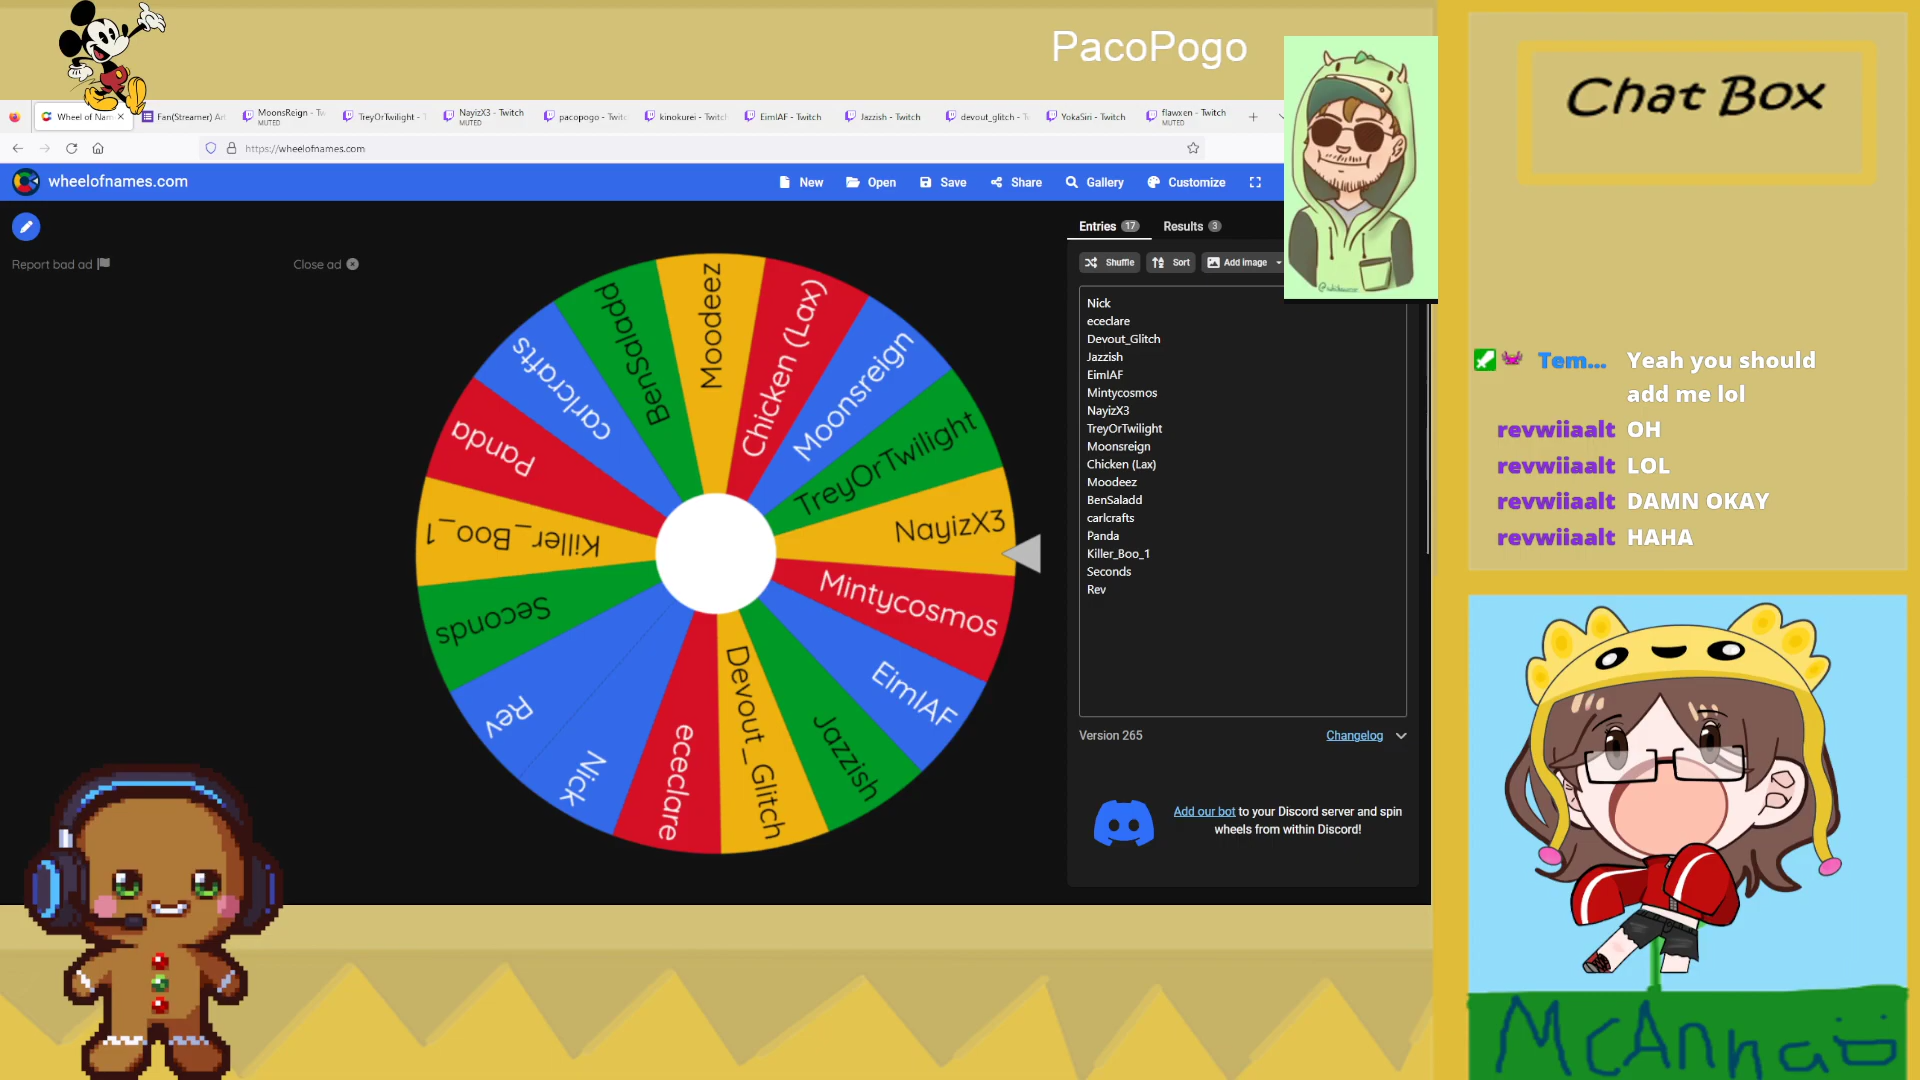 PacoPogo
Chat Box
Wheel of Nam
Fan(Streamer) Art
MoonsReign - Tw
MUTED
TreyOrTwilight - T
NayizX3 - Twitch
MUTED
pacopogo - Twitc
kinokurei - Twitch
EimIAF - Twitch
Jazzish - Twitch
devout_glitch - T
YokaSiri - Twitch
flawxen - Twitch
MUTED
https://wheelofnames.com
wheelofnames.com
New
Open
Save
Share
Gallery
Customize
Report bad ad
Close ad
Entries 17
Results 3
Shuffle
Sort
Add image
Nick
ececlare
Devout_Glitch
Jazzish
EimIAF
Mintycosmos
NayizX3
TreyOrTwilight
Moonsreign
Chicken (Lax)
Moodeez
BenSaladd
carlcrafts
Panda
Killer_Boo_1
Seconds
Rev
Version 265
Changelog
Add our bot to your Discord server and spin
wheels from within Discord!
Moodeez
Chicken (Lax)
Moonsreign
TreyOrTwilight
NayizX3
Mintycosmos
EimIAF
Jazzish
Devout_Glitch
ececlare
Nick
Rev
Seconds
Killer_Boo_1
Panda
carlcrafts
BenSaladd
Tem... Yeah you should
add me lol
revwiiaalt OH
revwiiaalt LOL
revwiiaalt DAMN OKAY
revwiiaalt HAHA
McAnna